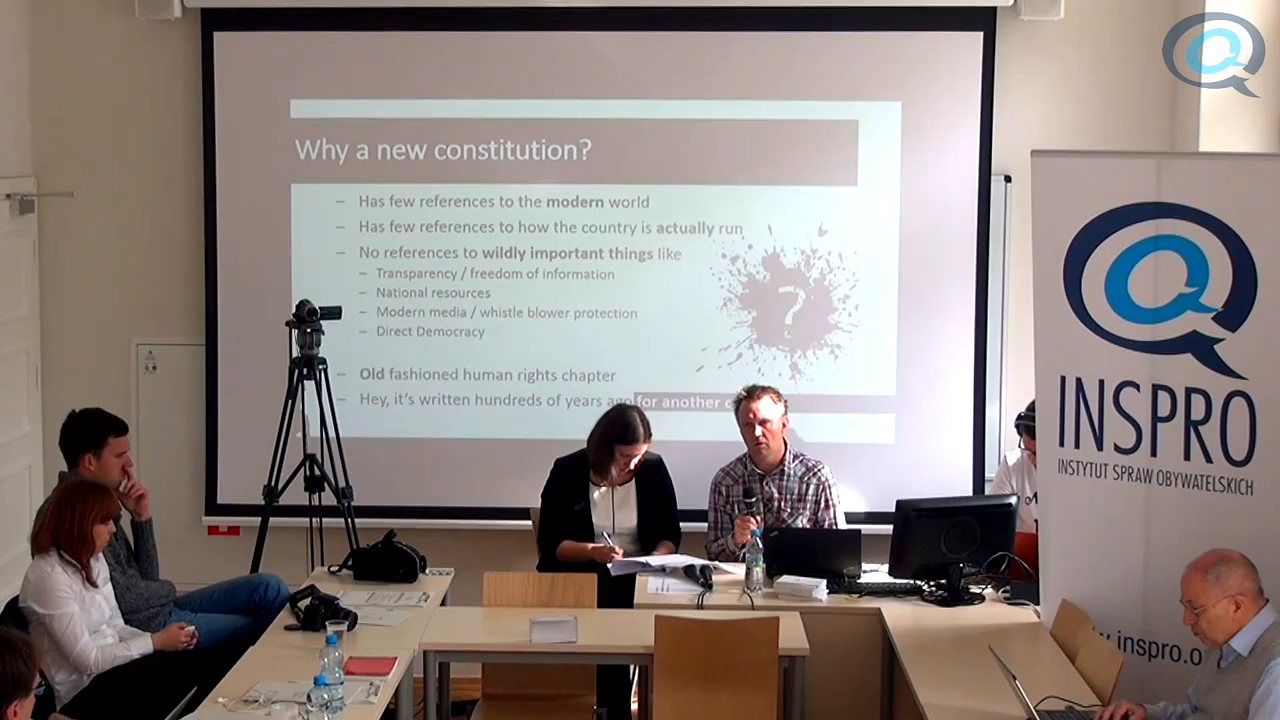 Why a new constitution?
– Has few references to the modern world
– Has few references to how the country is actually run
– No references to wildly important things like
– Transparency / freedom of information
– National resources
– Modern media / whistle blower protection
– Direct Democracy
?
– Old fashioned human rights chapter
– Hey, it's written hundreds of years ago for another
INSPRO
INSTYTUT SPRAW OBYWATELSKICH
inspro.o